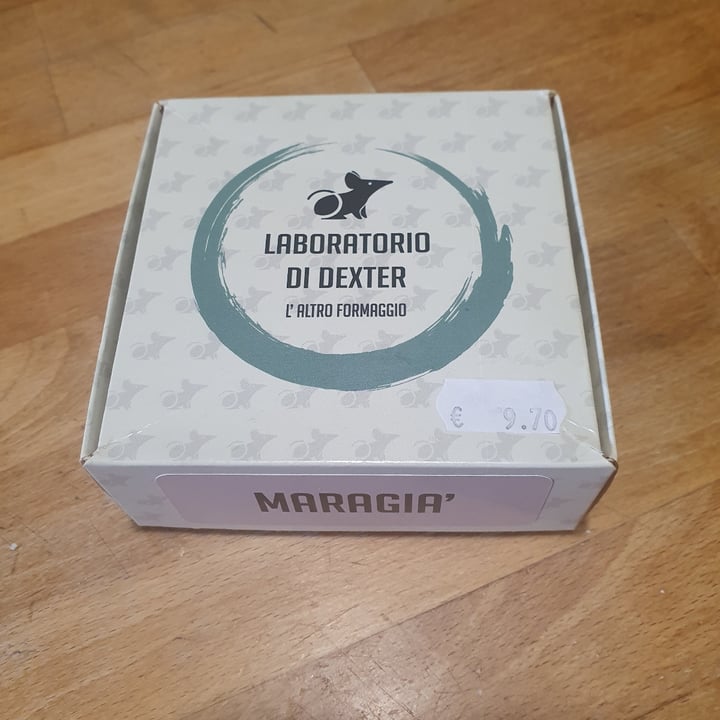 LABORATORIO
DI DEXTER
L' ALTRO FORMAGGIO
€ 9.70
MARAGIA'